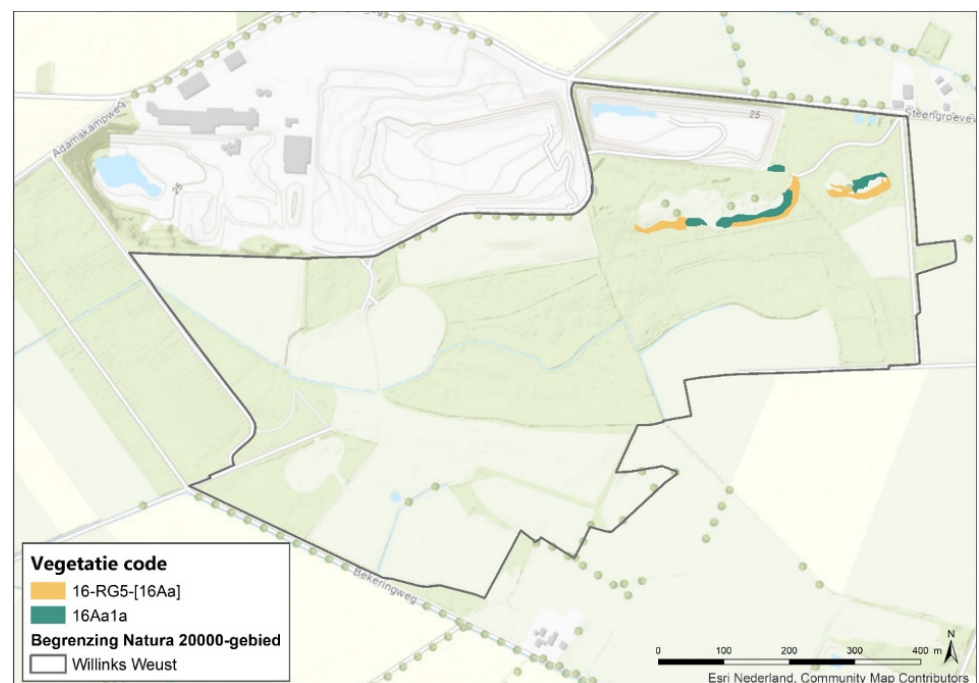 Adamskampweg
25
25
Steengroeve
Bekeringweg
Vegetatie code
16-RG5-[16Aa]
16Aa1a
Begrenzing Natura 20000-gebied
Willinks Weust
N
0 100 200 300 400 m
Esri Nederland, Community Map Contributors